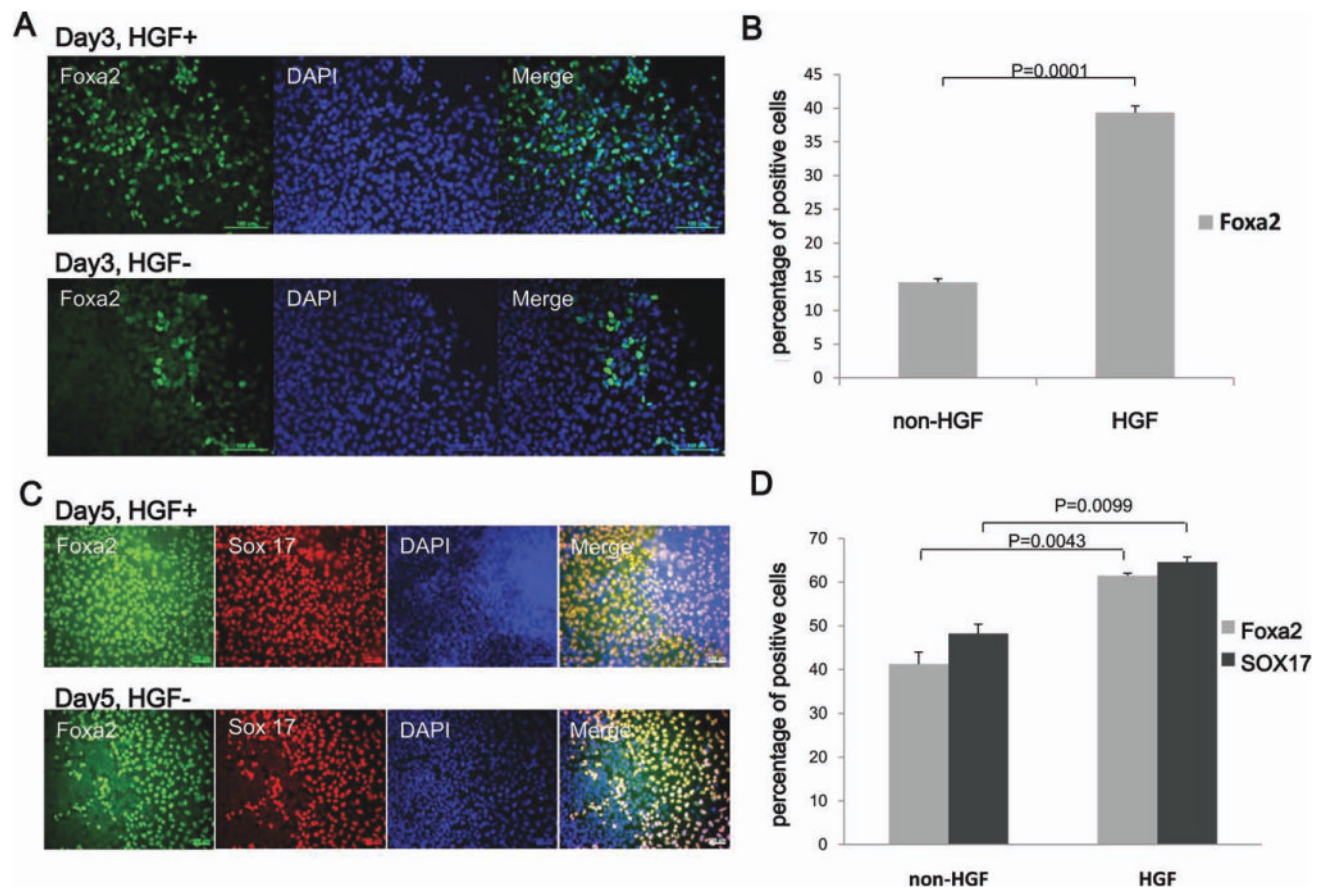 A
Day3, HGF+
Foxa2
DAPI
Merge
Day3, HGF-
Foxa2
DAPI
Merge
B
P=0.0001
percentage of positive cells
45
40
35
30
25
20
15
10
5
0
non-HGF
HGF
Foxa2
C
Day5, HGF+
Foxa2
Sox 17
DAPI
Merge
Day5, HGF-
Foxa2
Sox 17
DAPI
Merge
D
P=0.0099
P=0.0043
percentage of positive cells
70
60
50
40
30
20
10
0
non-HGF
HGF
Foxa2
SOX17